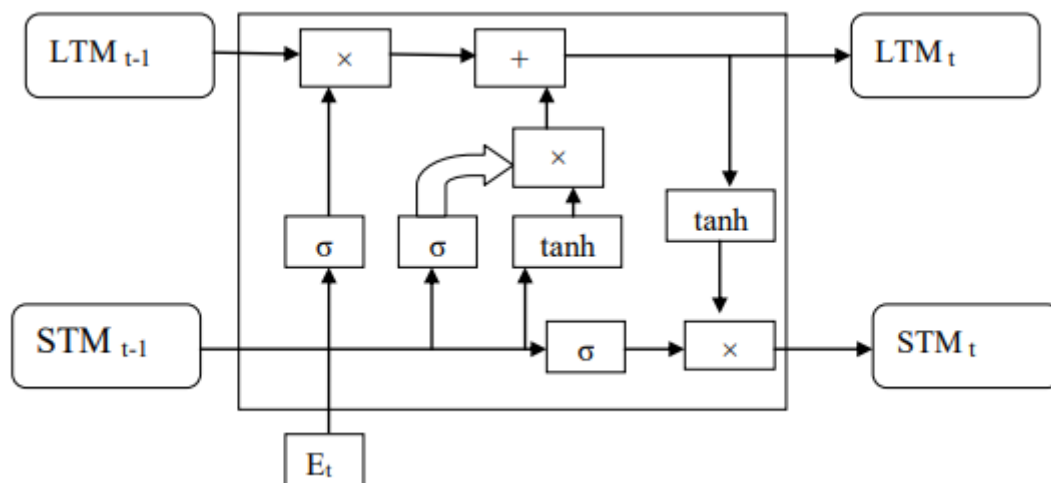 LTM t-1
×
+
LTM t
×
σ
σ
tanh
tanh
STM t-1
σ
×
STM t
Et